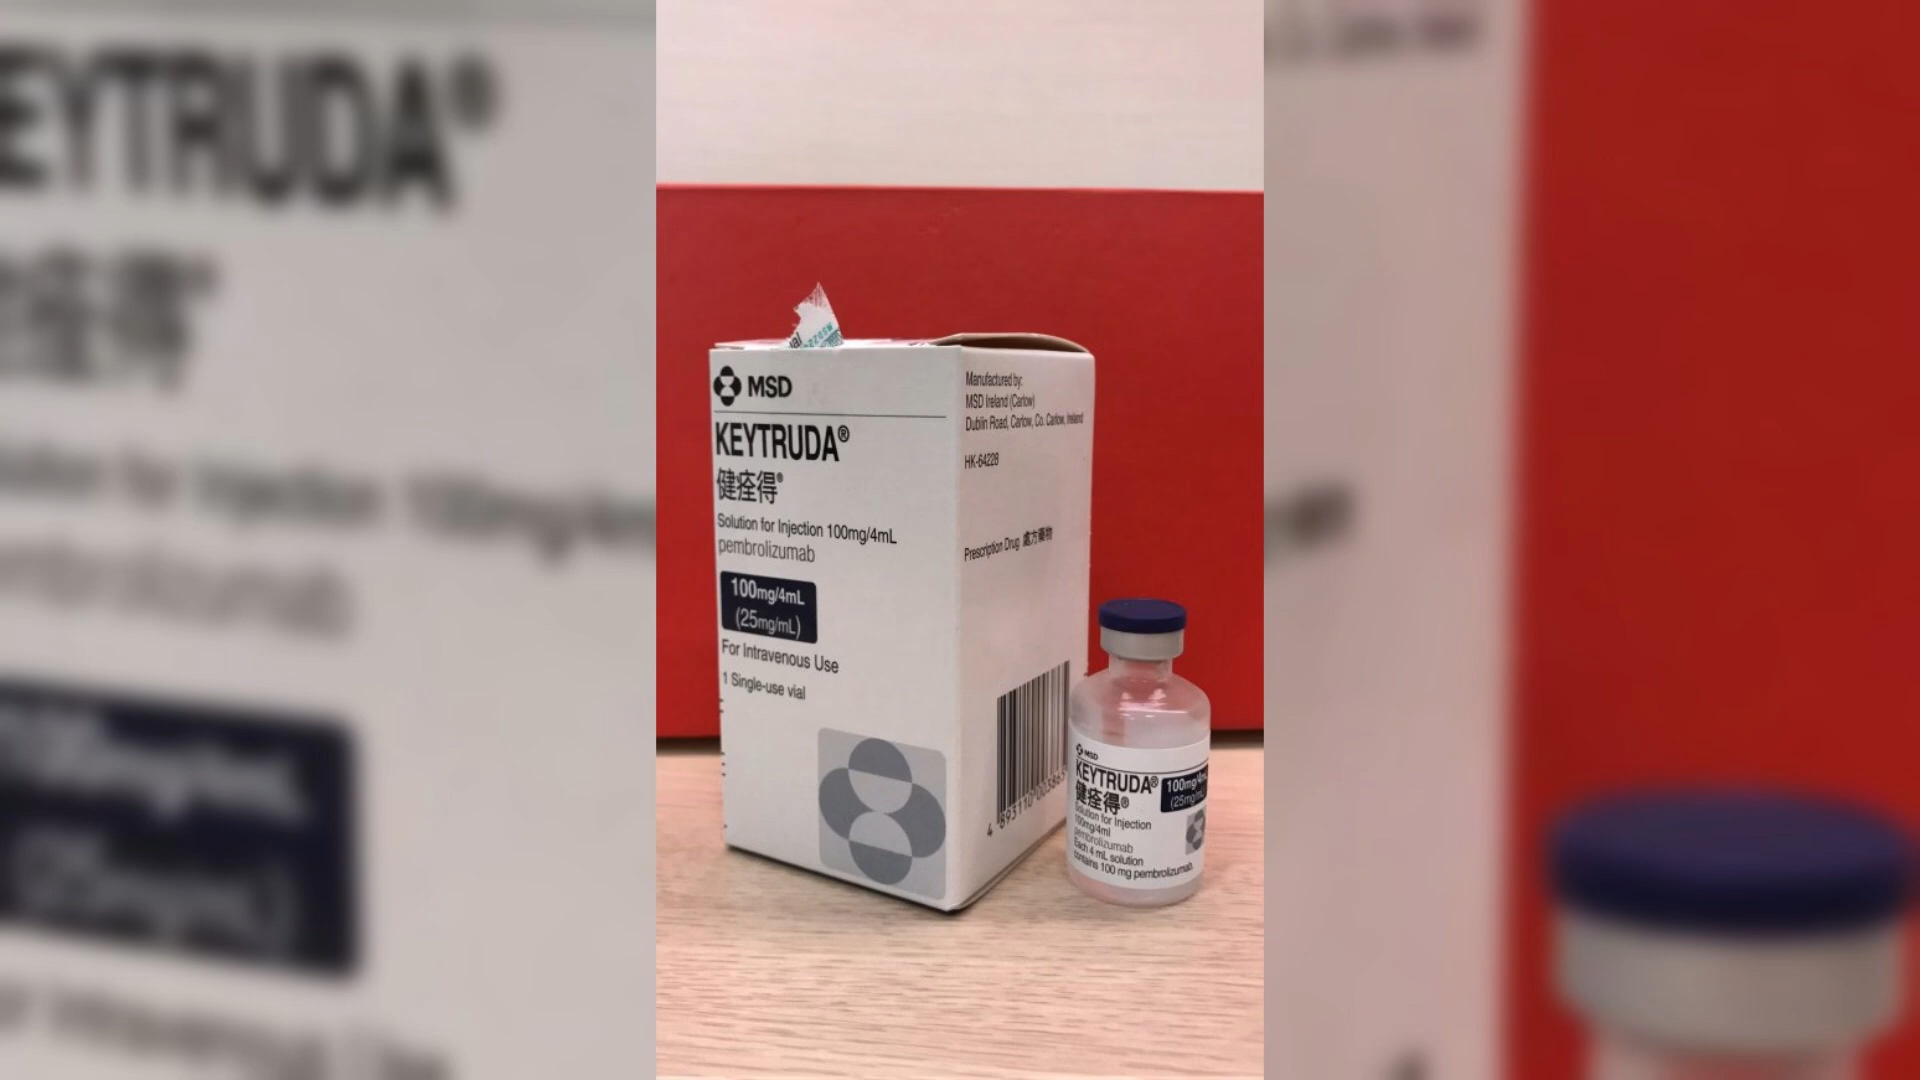 MSD
KEYTRUDA®
健痊得®
Solution for Injection 100mg/4mL
pembrolizumab
100mg/4mL
(25mg/mL)
For Intravenous Use
1 Single-use vial
Manufactured by:
MSD Ireland (Carlow)
Dublin Road, Carlow, Co. Carlow, Ireland
HK-64228
Prescription Drug 處方藥物
MSD
KEYTRUDA®
健痊得®
100mg/4mL
(25mg/mL)
Solution for Injection
100mg/4ml
pembrolizumab
Each 4 mL solution
contains 100 mg pembrolizumab.